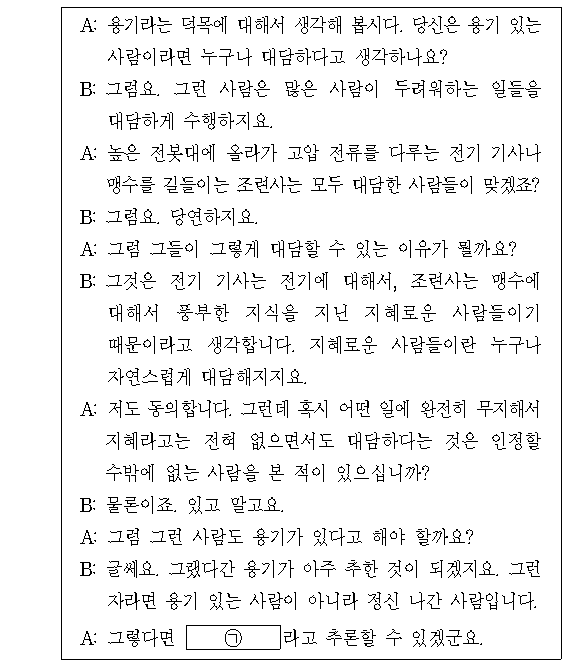 A: 용기라는 덕목에 대해서 생각해 봅시다. 당신은 용기 있는
사람이라면 누구나 대담하다고 생각하나요?
B: 그럼요. 그런 사람은 많은 사람이 두려워하는 일들을
대담하게 수행하지요.
A: 높은 전봇대에 올라가 고압 전류를 다루는 전기 기사나
맹수를 길들이는 조련사는 모두 대담한 사람들이 맞겠죠?
B: 그럼요. 당연하지요.
A: 그럼 그들이 그렇게 대담할 수 있는 이유가 뭘까요?
B: 그것은 전기 기사는 전기에 대해서, 조련사는 맹수에
대해서 풍부한 지식을 지닌 지혜로운 사람들이기
때문이라고 생각합니다. 지혜로운 사람들이란 누구나
자연스럽게 대담해지지요.
A: 저도 동의합니다. 그런데 혹시 어떤 일에 완전히 무지해서
지혜라고는 전혀 없으면서도 대담하다는 것은 인정할
수밖에 없는 사람을 본 적이 있으십니까?
B: 물론이죠. 있고 말고요.
A: 그럼 그런 사람도 용기가 있다고 해야 할까요?
B: 글쎄요. 그랬다간 용기가 아주 추한 것이 되겠지요. 그런
자라면 용기 있는 사람이 아니라 정신 나간 사람입니다.
A: 그렇다면 ㉠ 라고 추론할 수 있겠군요.